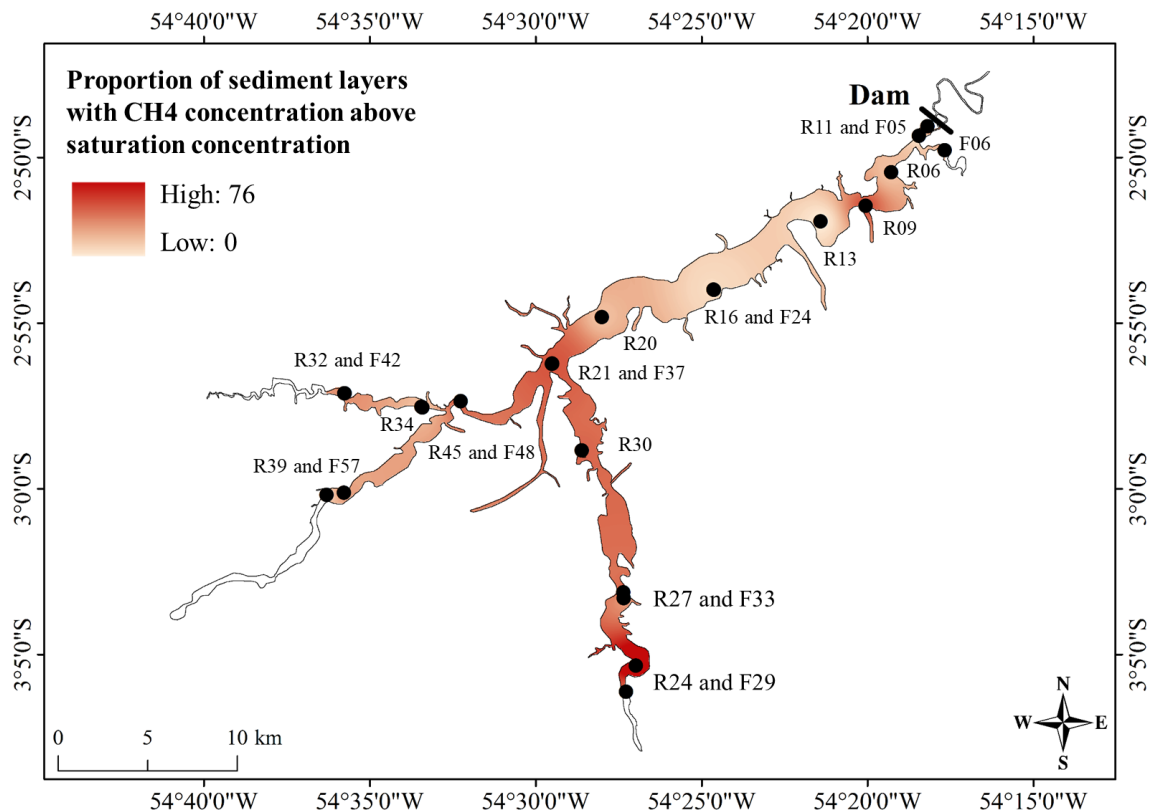 54°40'0"W 54°35'0"W 54°30'0"W 54°25'0"W 54°20'0"W 54°15'0"W
Proportion of sediment layers
with CH4 concentration above
saturation concentration
High: 76
Low: 0
Dam
R11 and F05
F06
R06
R09
R13
R16 and F24
R20
R21 and F37
R32 and F42
R34
R45 and F48
R30
R39 and F57
R27 and F33
R24 and F29
2°50'0"S
2°55'0"S
3°0'0"S
3°5'0"S
2°50'0"S
2°55'0"S
3°0'0"S
3°5'0"S
N
W E
S
0 5 10 km
54°40'0"W 54°35'0"W 54°30'0"W 54°25'0"W 54°20'0"W 54°15'0"W